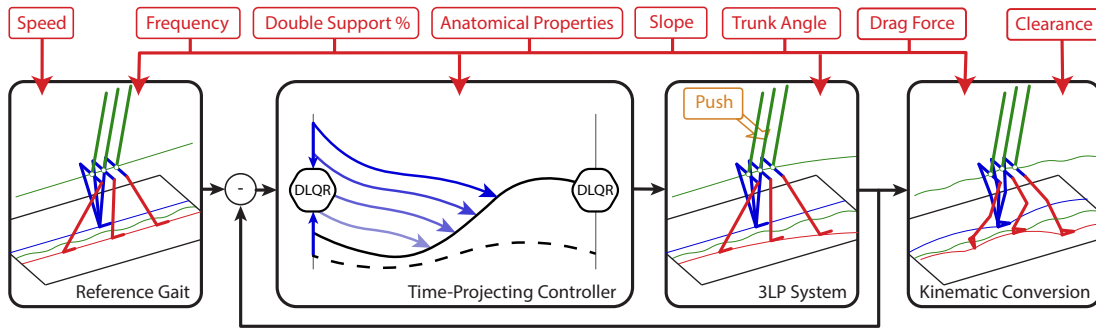 Speed
Frequency
Double Support %
Anatomical Properties
Slope
Trunk Angle
Drag Force
Clearance
Push
-
DLQR
DLQR
Reference Gait
Time-Projecting Controller
3LP System
Kinematic Conversion